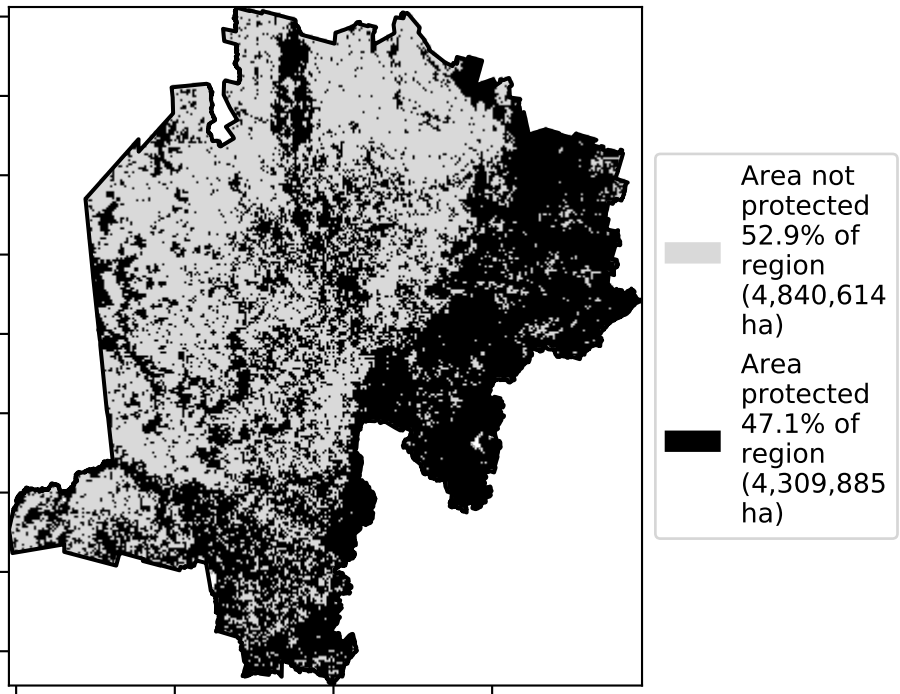 Area not
protected
52.9% of
region
(4,840,614
ha)
Area
protected
47.1% of
region
(4,309,885
ha)